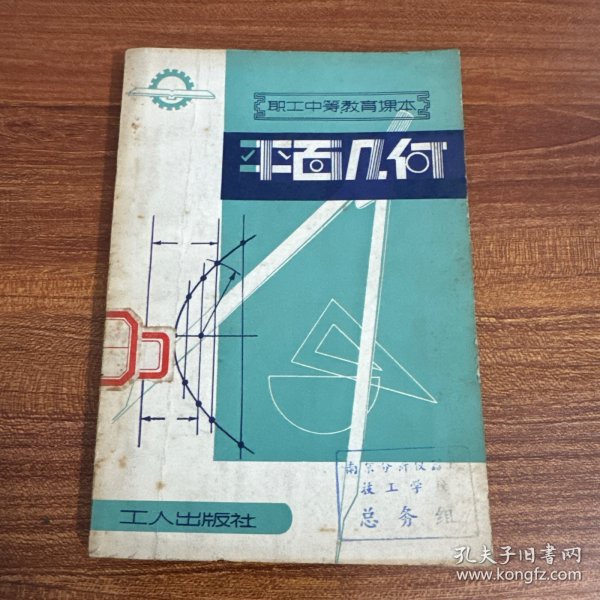 职工中等教育课本
平面几何
南京分析仪器
技工学校
总务组
工人出版社
孔夫子旧书网
www.kongfz.com